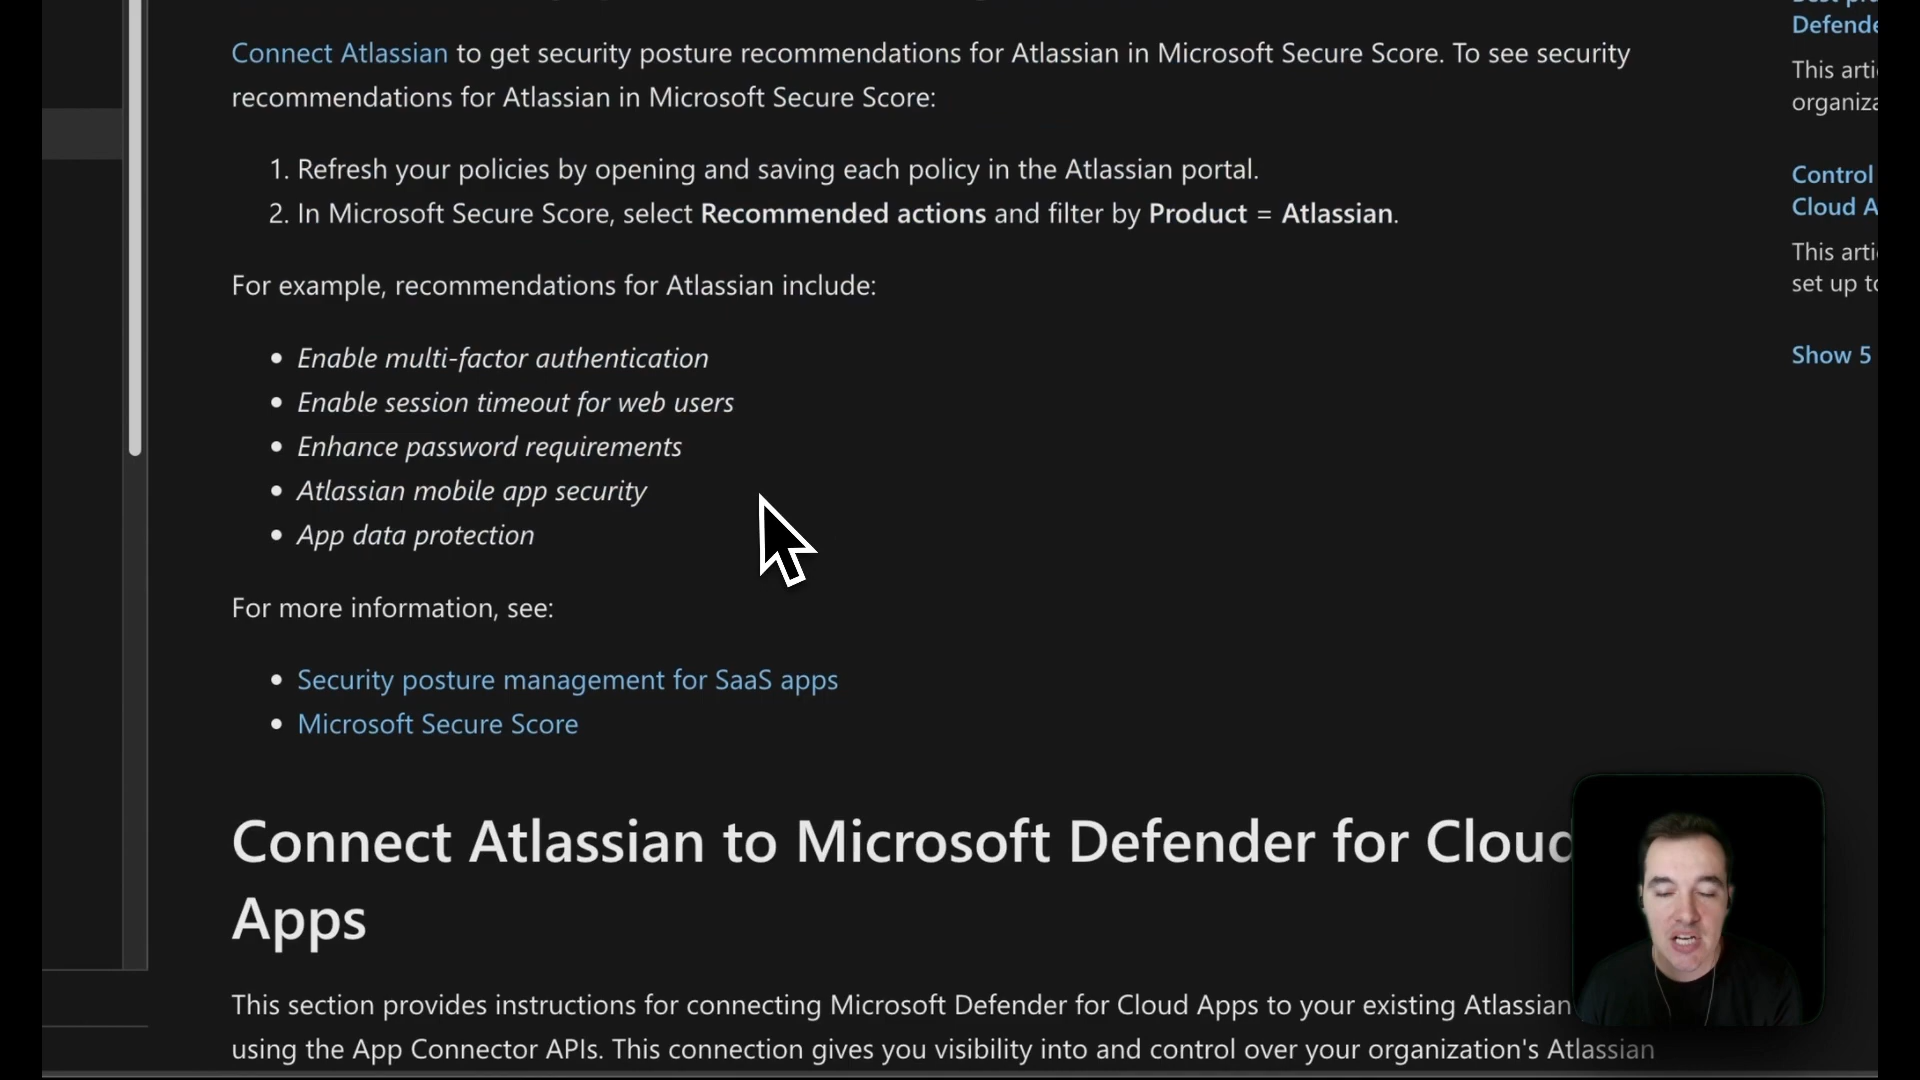 Connect Atlassian to get security posture recommendations for Atlassian in Microsoft Secure Score. To see security
recommendations for Atlassian in Microsoft Secure Score:
1. Refresh your policies by opening and saving each policy in the Atlassian portal.
2. In Microsoft Secure Score, select Recommended actions and filter by Product = Atlassian.
For example, recommendations for Atlassian include:
• Enable multi-factor authentication
• Enable session timeout for web users
• Enhance password requirements
• Atlassian mobile app security
• App data protection
For more information, see:
• Security posture management for SaaS apps
• Microsoft Secure Score
Connect Atlassian to Microsoft Defender for Cloud
Apps
This section provides instructions for connecting Microsoft Defender for Cloud Apps to your existing Atlassian
using the App Connector APIs. This connection gives you visibility into and control over your organization's Atlassian
Defende
This arti
organiza
Control
Cloud A
This arti
set up to
Show 5